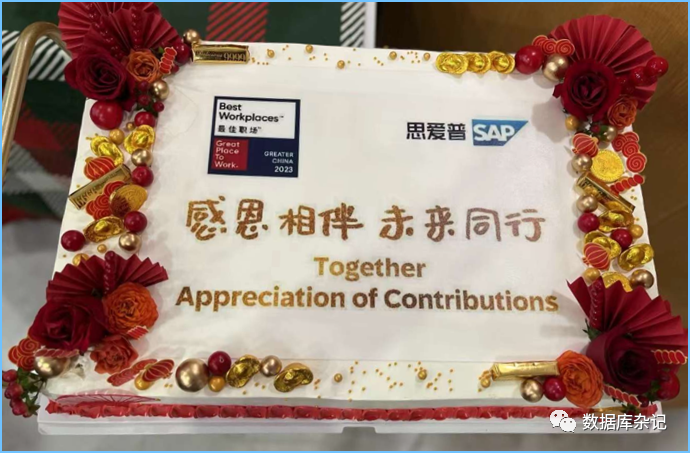 Best
Workplaces™
最佳职场™
Great
Place
To
Work.
GREATER
CHINA
2023
思爱普 SAP
感恩相伴 未来同行
Together
Appreciation of Contributions
9999
数据库杂记